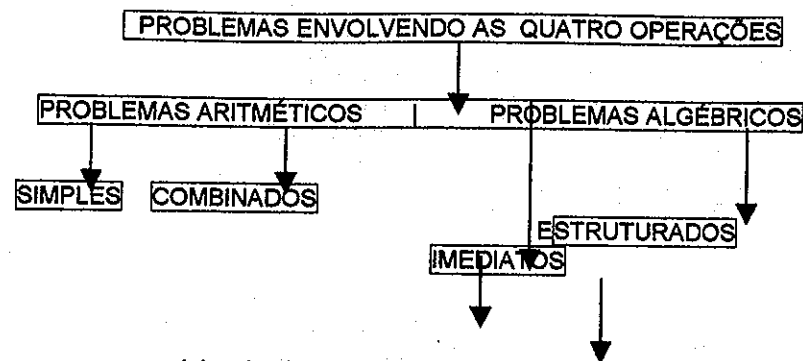 PROBLEMAS ENVOLVENDO AS QUATRO OPERAÇÕES
PROBLEMAS ARITMÉTICOS | PROBLEMAS ALGÉBRICOS
SIMPLES COMBINADOS
ESTRUTURADOS
IMEDIATOS